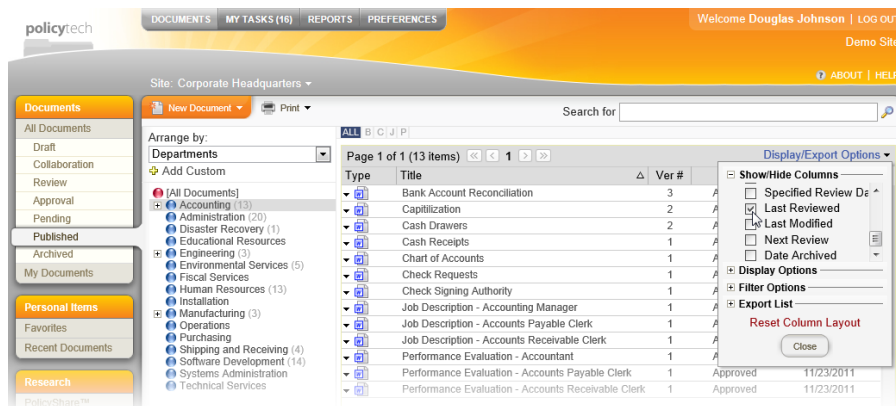 policytech
DOCUMENTS MY TASKS (16) REPORTS PREFERENCES
Welcome Douglas Johnson | LOG OUT
Demo Site
Site: Corporate Headquarters
ABOUT | HELP
Documents
All Documents
Draft
Collaboration
Review
Approval
Pending
Published
Archived
My Documents
Personal Items
Favorites
Recent Documents
Research
PolicyShare™
New Document Print
Search for
Arrange by:
Departments
Add Custom
[All Documents]
Accounting (13)
Administration (20)
Disaster Recovery (1)
Educational Resources
Engineering (3)
Environmental Services (5)
Fiscal Services
Human Resources (13)
Installation
Manufacturing (3)
Operations
Purchasing
Shipping and Receiving (4)
Software Development (14)
Systems Administration
Technical Services
ALL B C J P
Page 1 of 1 (13 items) 1
Display/Export Options
Type Title Ver #
Bank Account Reconciliation 3
Capitilization 2
Cash Drawers 2
Cash Receipts 1
Chart of Accounts 1
Check Requests 1
Check Signing Authority 1
Job Description - Accounting Manager 1
Job Description - Accounts Payable Clerk 1
Job Description - Accounts Receivable Clerk 1
Performance Evaluation - Accountant 1
Performance Evaluation - Accounts Payable Clerk 1 Approved 11/23/2011
Performance Evaluation - Accounts Receivable Clerk 1 Approved 11/23/2011
Show/Hide Columns
Specified Review Da
Last Reviewed
Last Modified
Next Review
Date Archived
Display Options
Filter Options
Export List
Reset Column Layout
Close